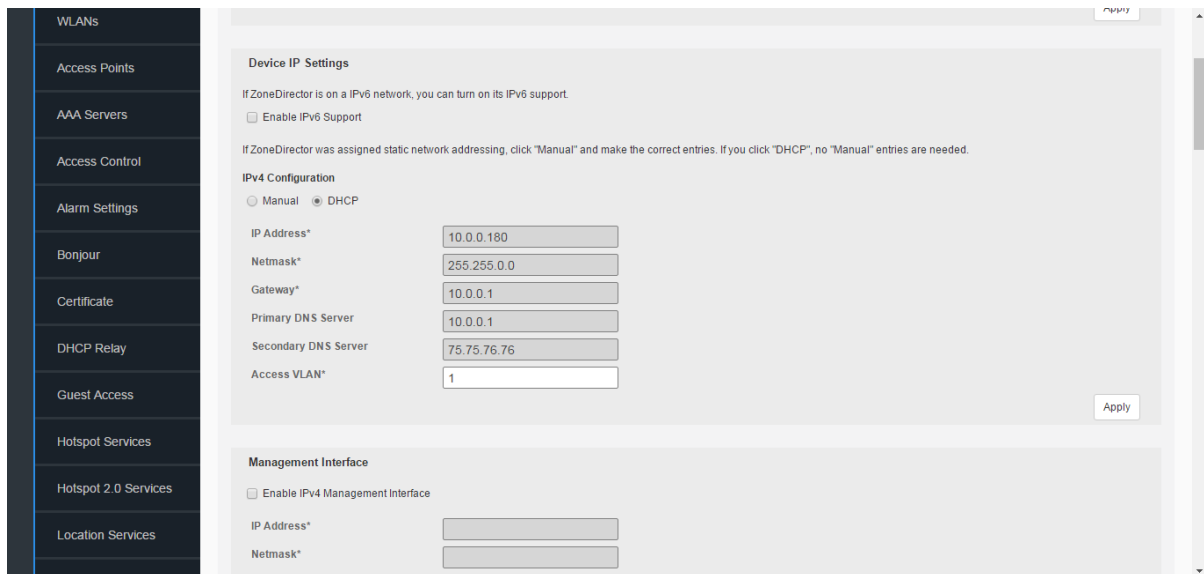 WLANs
Access Points
AAA Servers
Access Control
Alarm Settings
Bonjour
Certificate
DHCP Relay
Guest Access
Hotspot Services
Hotspot 2.0 Services
Location Services
Apply
Device IP Settings
If ZoneDirector is on a IPv6 network, you can turn on its IPv6 support.
Enable IPv6 Support
If ZoneDirector was assigned static network addressing, click "Manual" and make the correct entries. If you click "DHCP", no "Manual" entries are needed.
IPv4 Configuration
Manual DHCP
IP Address* 10.0.0.180
Netmask* 255.255.0.0
Gateway* 10.0.0.1
Primary DNS Server 10.0.0.1
Secondary DNS Server 75.75.76.76
Access VLAN* 1
Apply
Management Interface
Enable IPv4 Management Interface
IP Address*
Netmask*